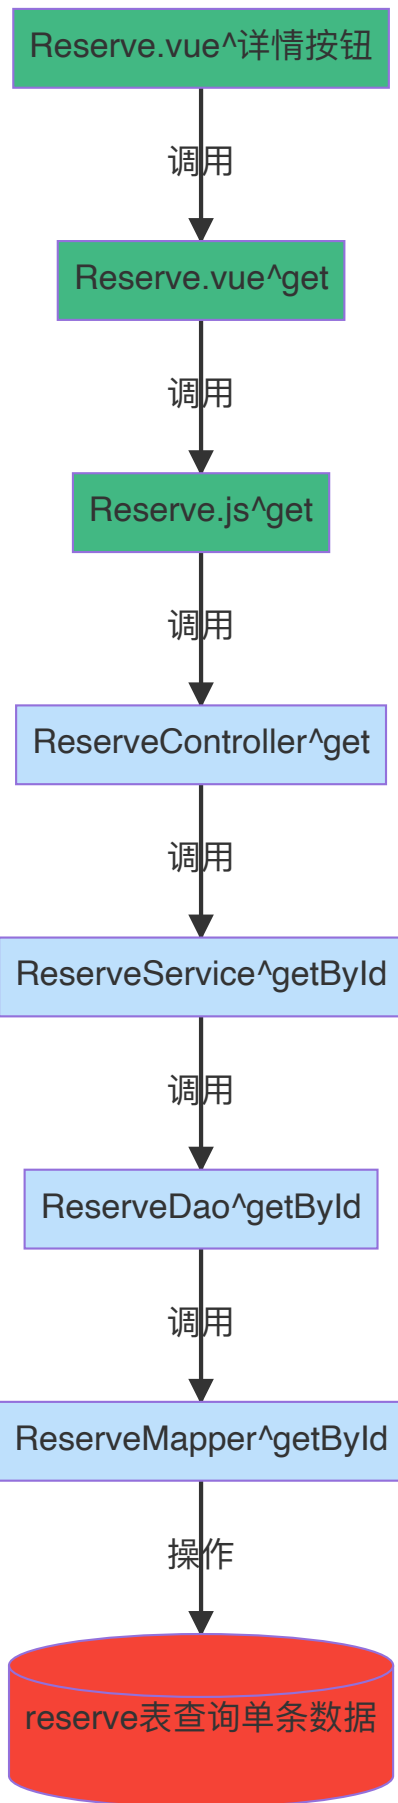 Reserve.vue^详情按钮
调用
Reserve.vue^get
调用
Reserve.js^get
调用
ReserveController^get
调用
ReserveService^getById
调用
ReserveDao^getById
调用
ReserveMapper^getById
操作
reserve表查询单条数据